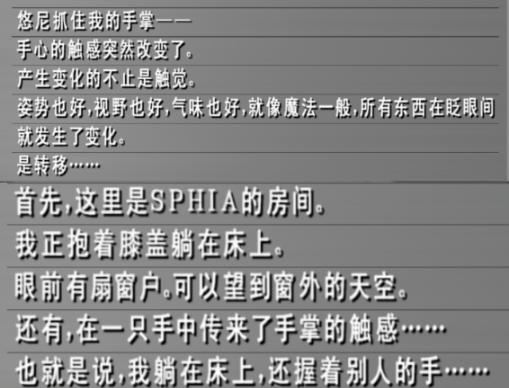 悠尼抓住我的手掌——
手心的触感突然改变了。
产生变化的不止是触觉。
姿势也好,视野也好,气味也好,就像魔法一般,所有东西在眨眼间
就发生了变化。
是转移……
首先,这里是SPHIA的房间。
我正抱着膝盖躺在床上。
眼前有扇窗户。可以望到窗外的天空。
还有,在一只手中传来了手掌的触感……
也就是说,我躺在床上,还握着别人的手……